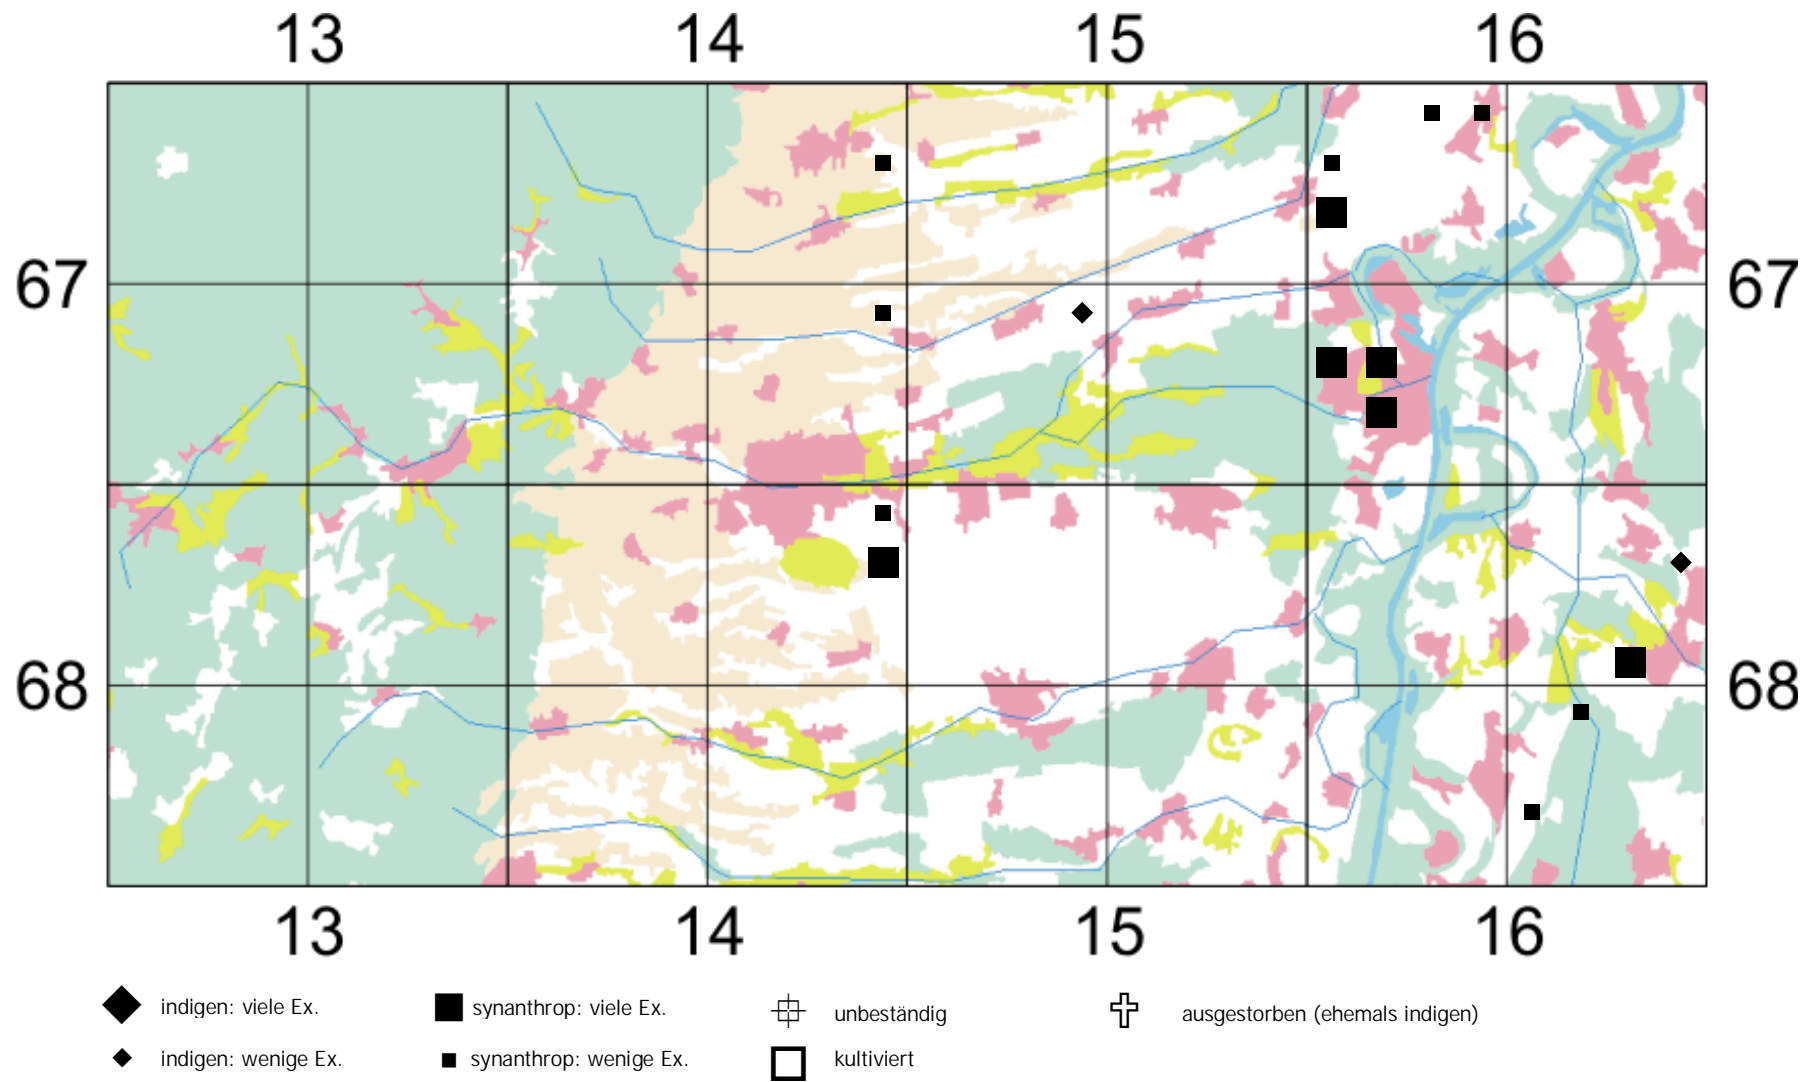 13 14 15 16
67 67
68 68
13 14 15 16
indigen: viele Ex. synanthrop: viele Ex. unbeständig ausgestorben (ehemals indigen)
indigen: wenige Ex. synanthrop: wenige Ex. kultiviert